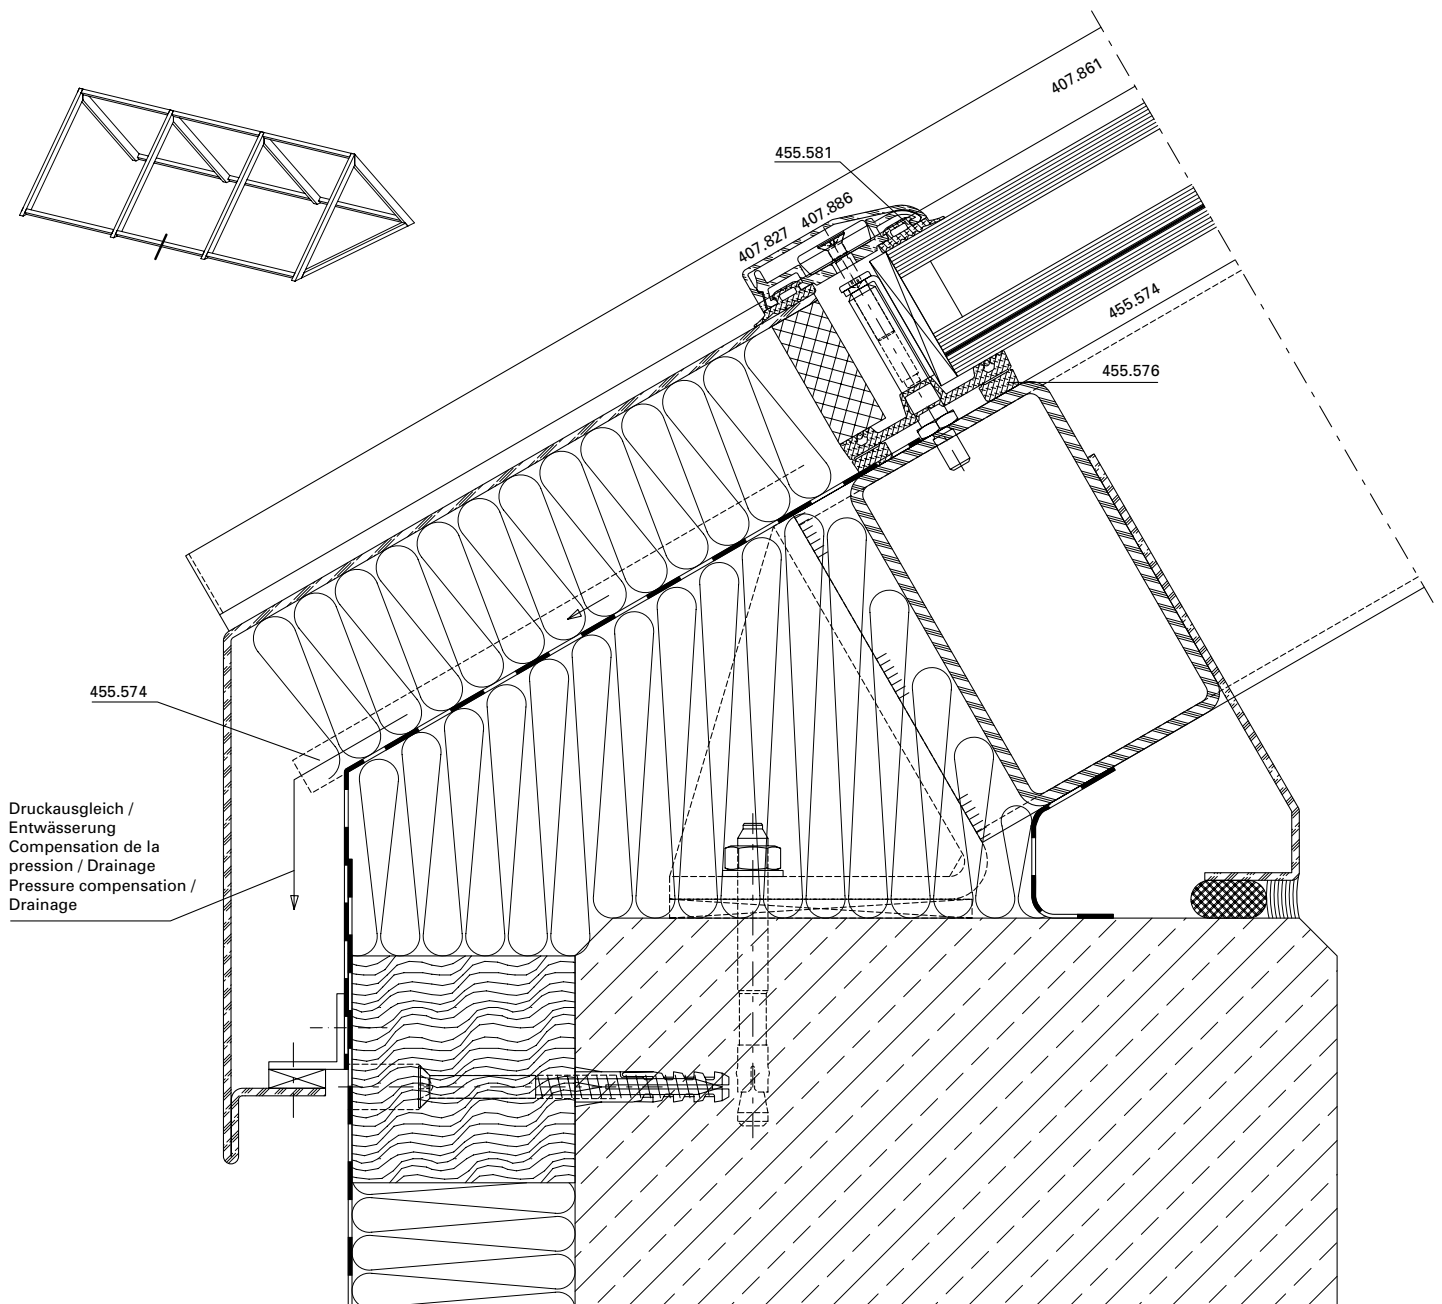 407.861
455.581
407.827
407.886
455.574
455.576
455.574
Druckausgleich /
Entwässerung
Compensation de la
pression / Drainage
Pressure compensation /
Drainage